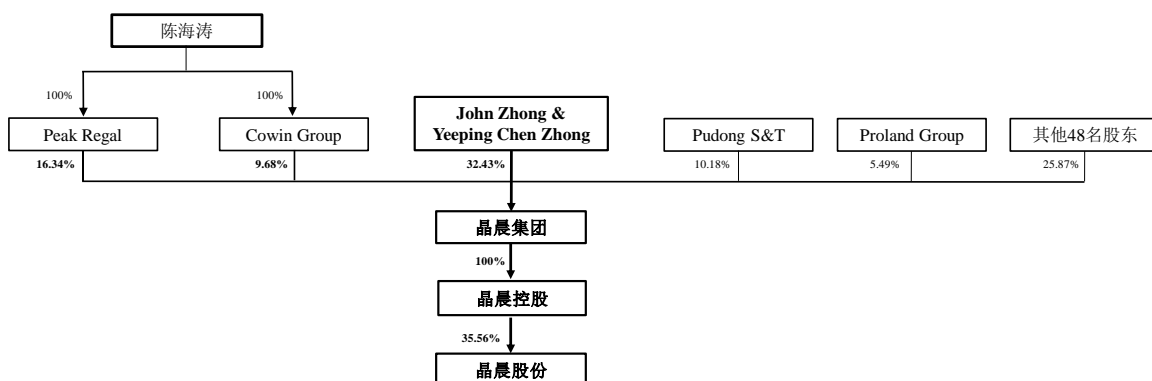 陈海涛
100%
100%
Peak Regal
Cowin Group
John Zhong &
Yeeping Chen Zhong
Pudong S&T
Proland Group
其他48名股东
16.34%
9.68%
32.43%
10.18%
5.49%
25.87%
晶晨集团
100%
晶晨控股
35.56%
晶晨股份